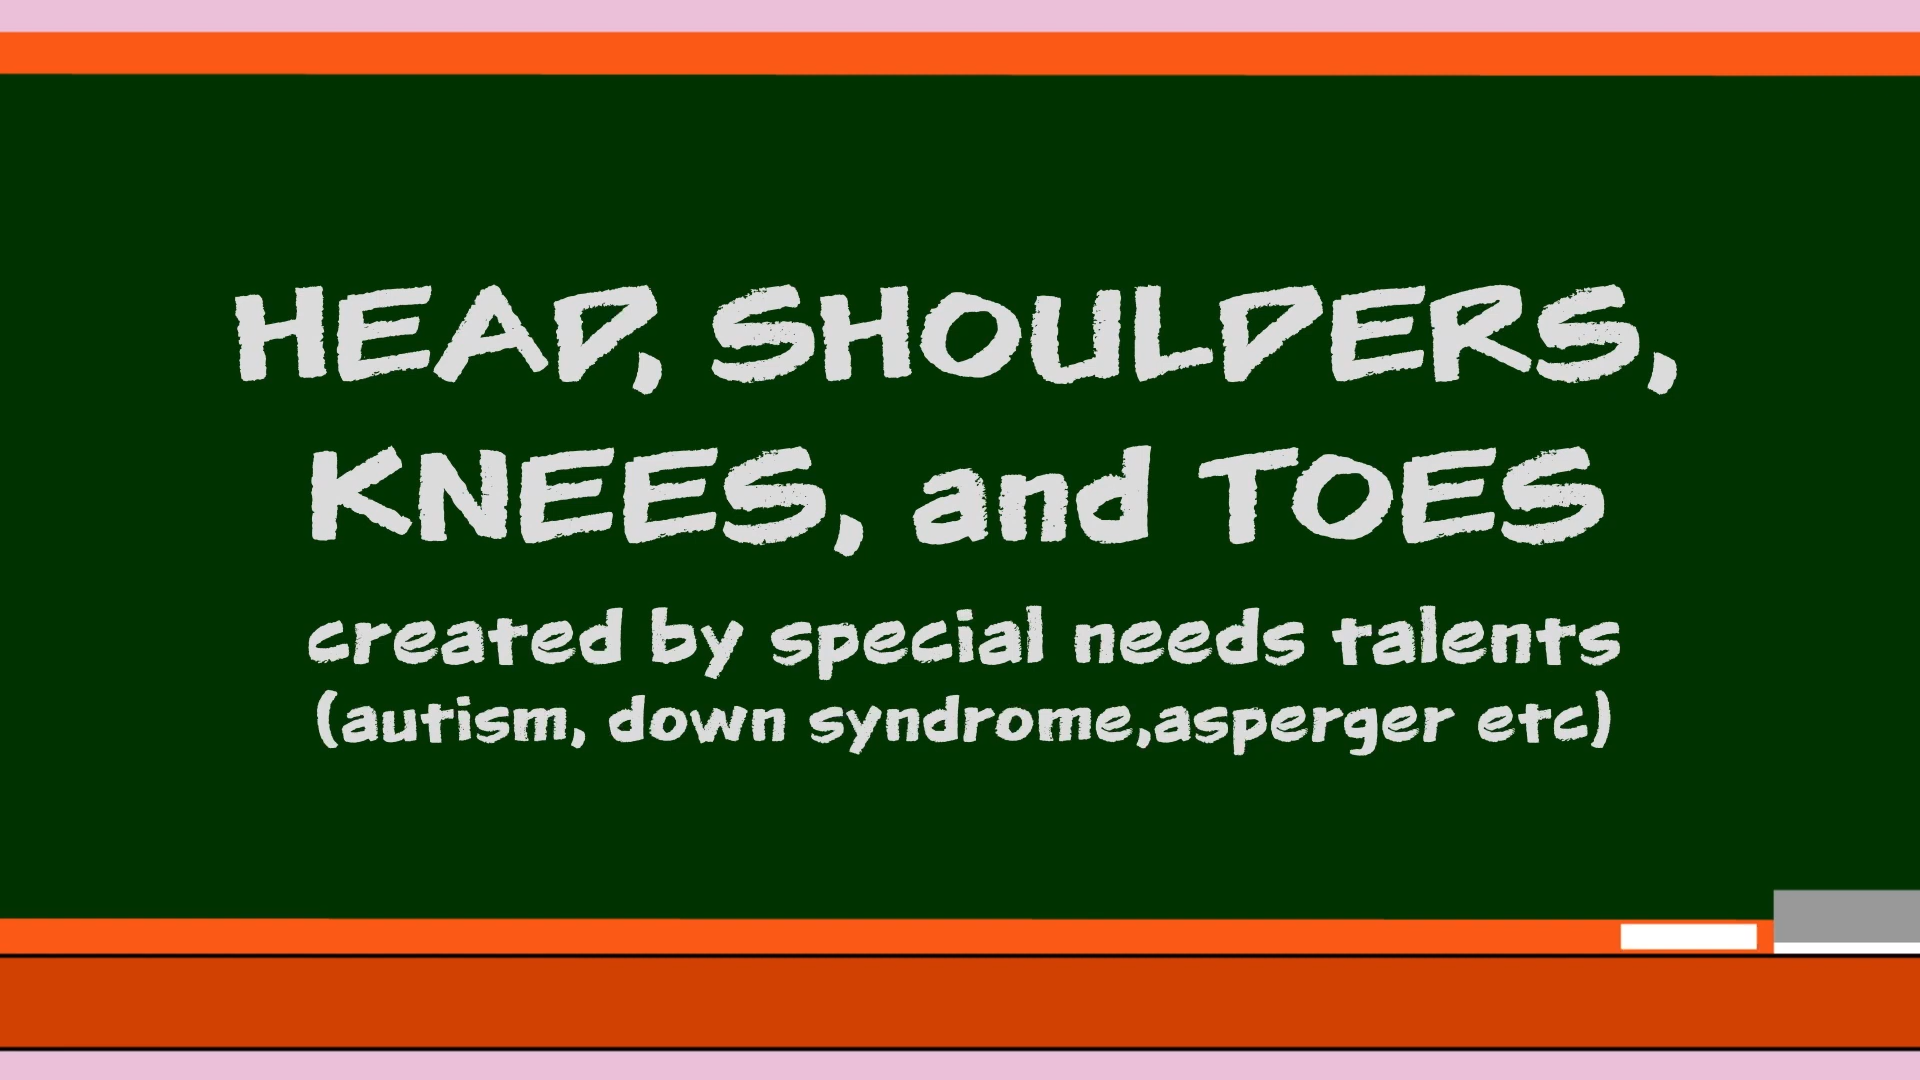 HEAD, SHOULDERS,
KNEES, and TOES
created by special needs talents
(autism, down syndrome,asperger etc)